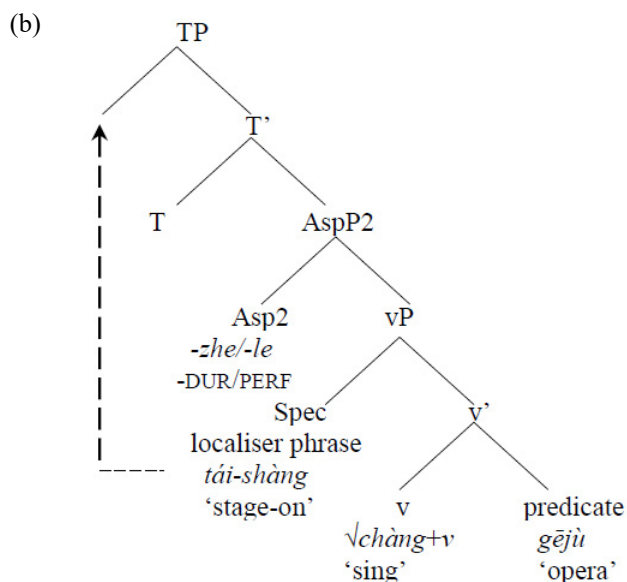 (b)
TP
T’
T
AspP2
Asp2
vP
-zhe/-le
-DUR/PERF
Spec
v’
localiser phrase
tái-shàng
‘stage-on’
v
predicate
√chàng+v
gējù
‘sing’
‘opera’